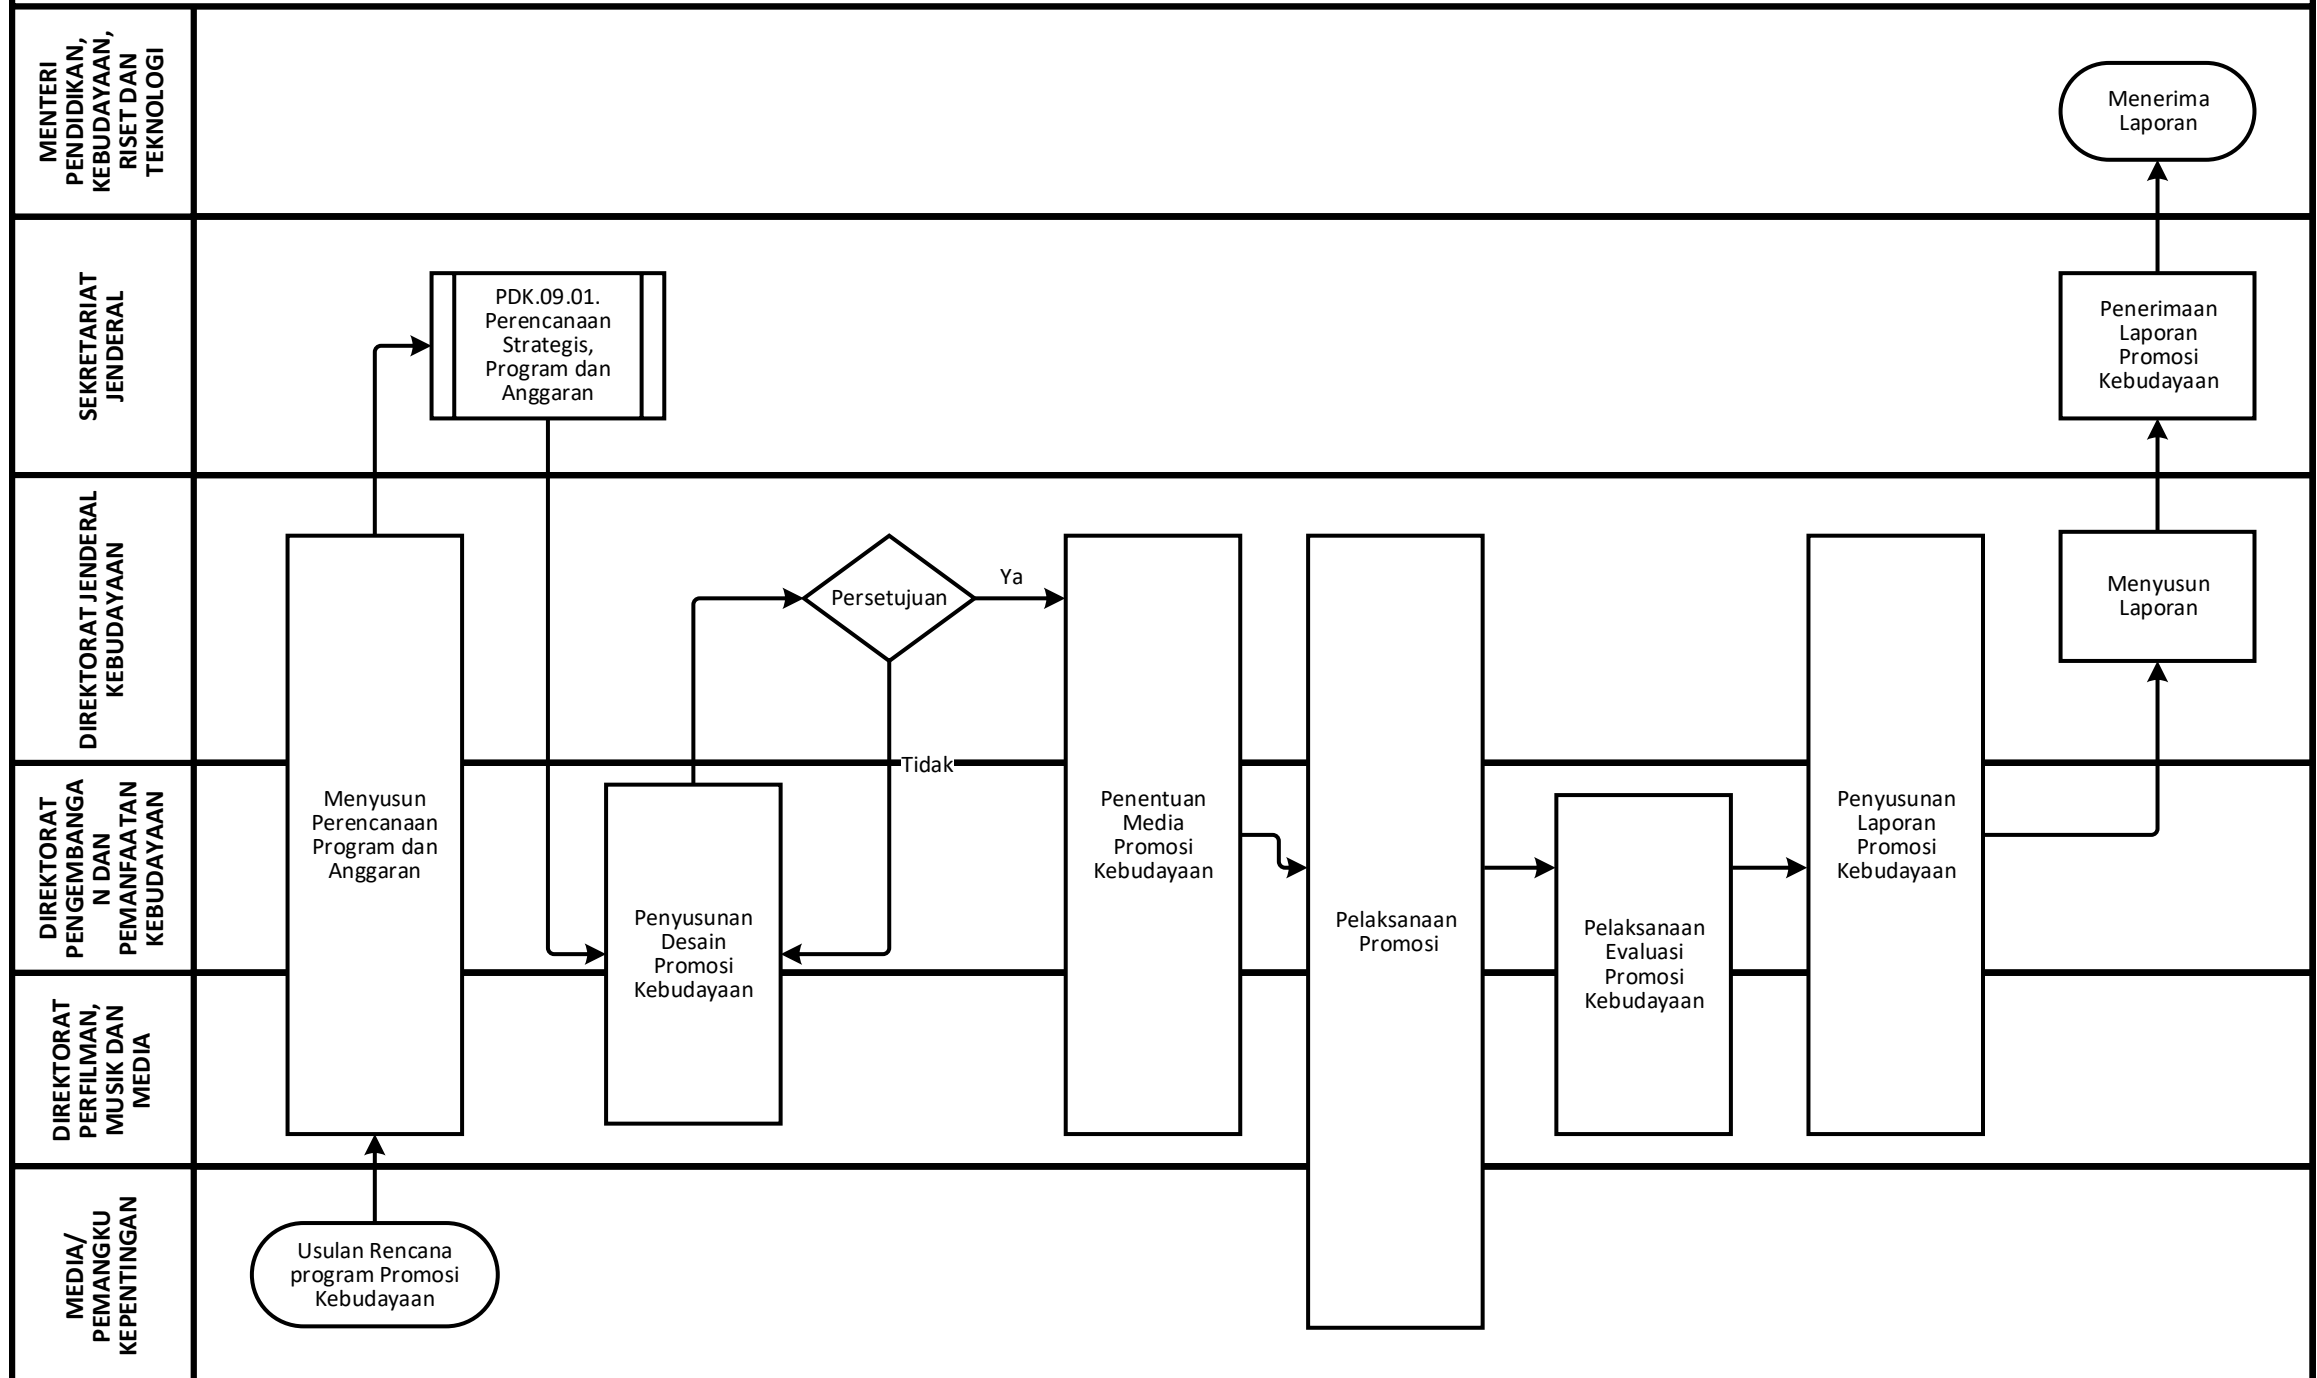 MENTERI
PENDIDIKAN,
KEBUDAYAAN,
RISET DAN
TEKNOLOGI
Menerima
Laporan
SEKRETARIAT
JENDERAL
PDK.09.01.
Perencanaan
Strategis,
Program dan
Anggaran
Penerimaan
Laporan
Promosi
Kebudayaan
DIREKTORAT JENDERAL
KEBUDAYAAN
Persetujuan
Ya
Menyusun
Laporan
Tidak
DIREKTORAT
PENGEMBANGA
N DAN
PEMANFAATAN
KEBUDAYAAN
Menyusun
Perencanaan
Program dan
Anggaran
Penyusunan
Desain
Promosi
Kebudayaan
Penentuan
Media
Promosi
Kebudayaan
Pelaksanaan
Promosi
Pelaksanaan
Evaluasi
Promosi
Kebudayaan
Penyusunan
Laporan
Promosi
Kebudayaan
DIREKTORAT
PERFILMAN,
MUSIK DAN
MEDIA
MEDIA/
PEMANGKU
KEPENTINGAN
Usulan Rencana
program Promosi
Kebudayaan